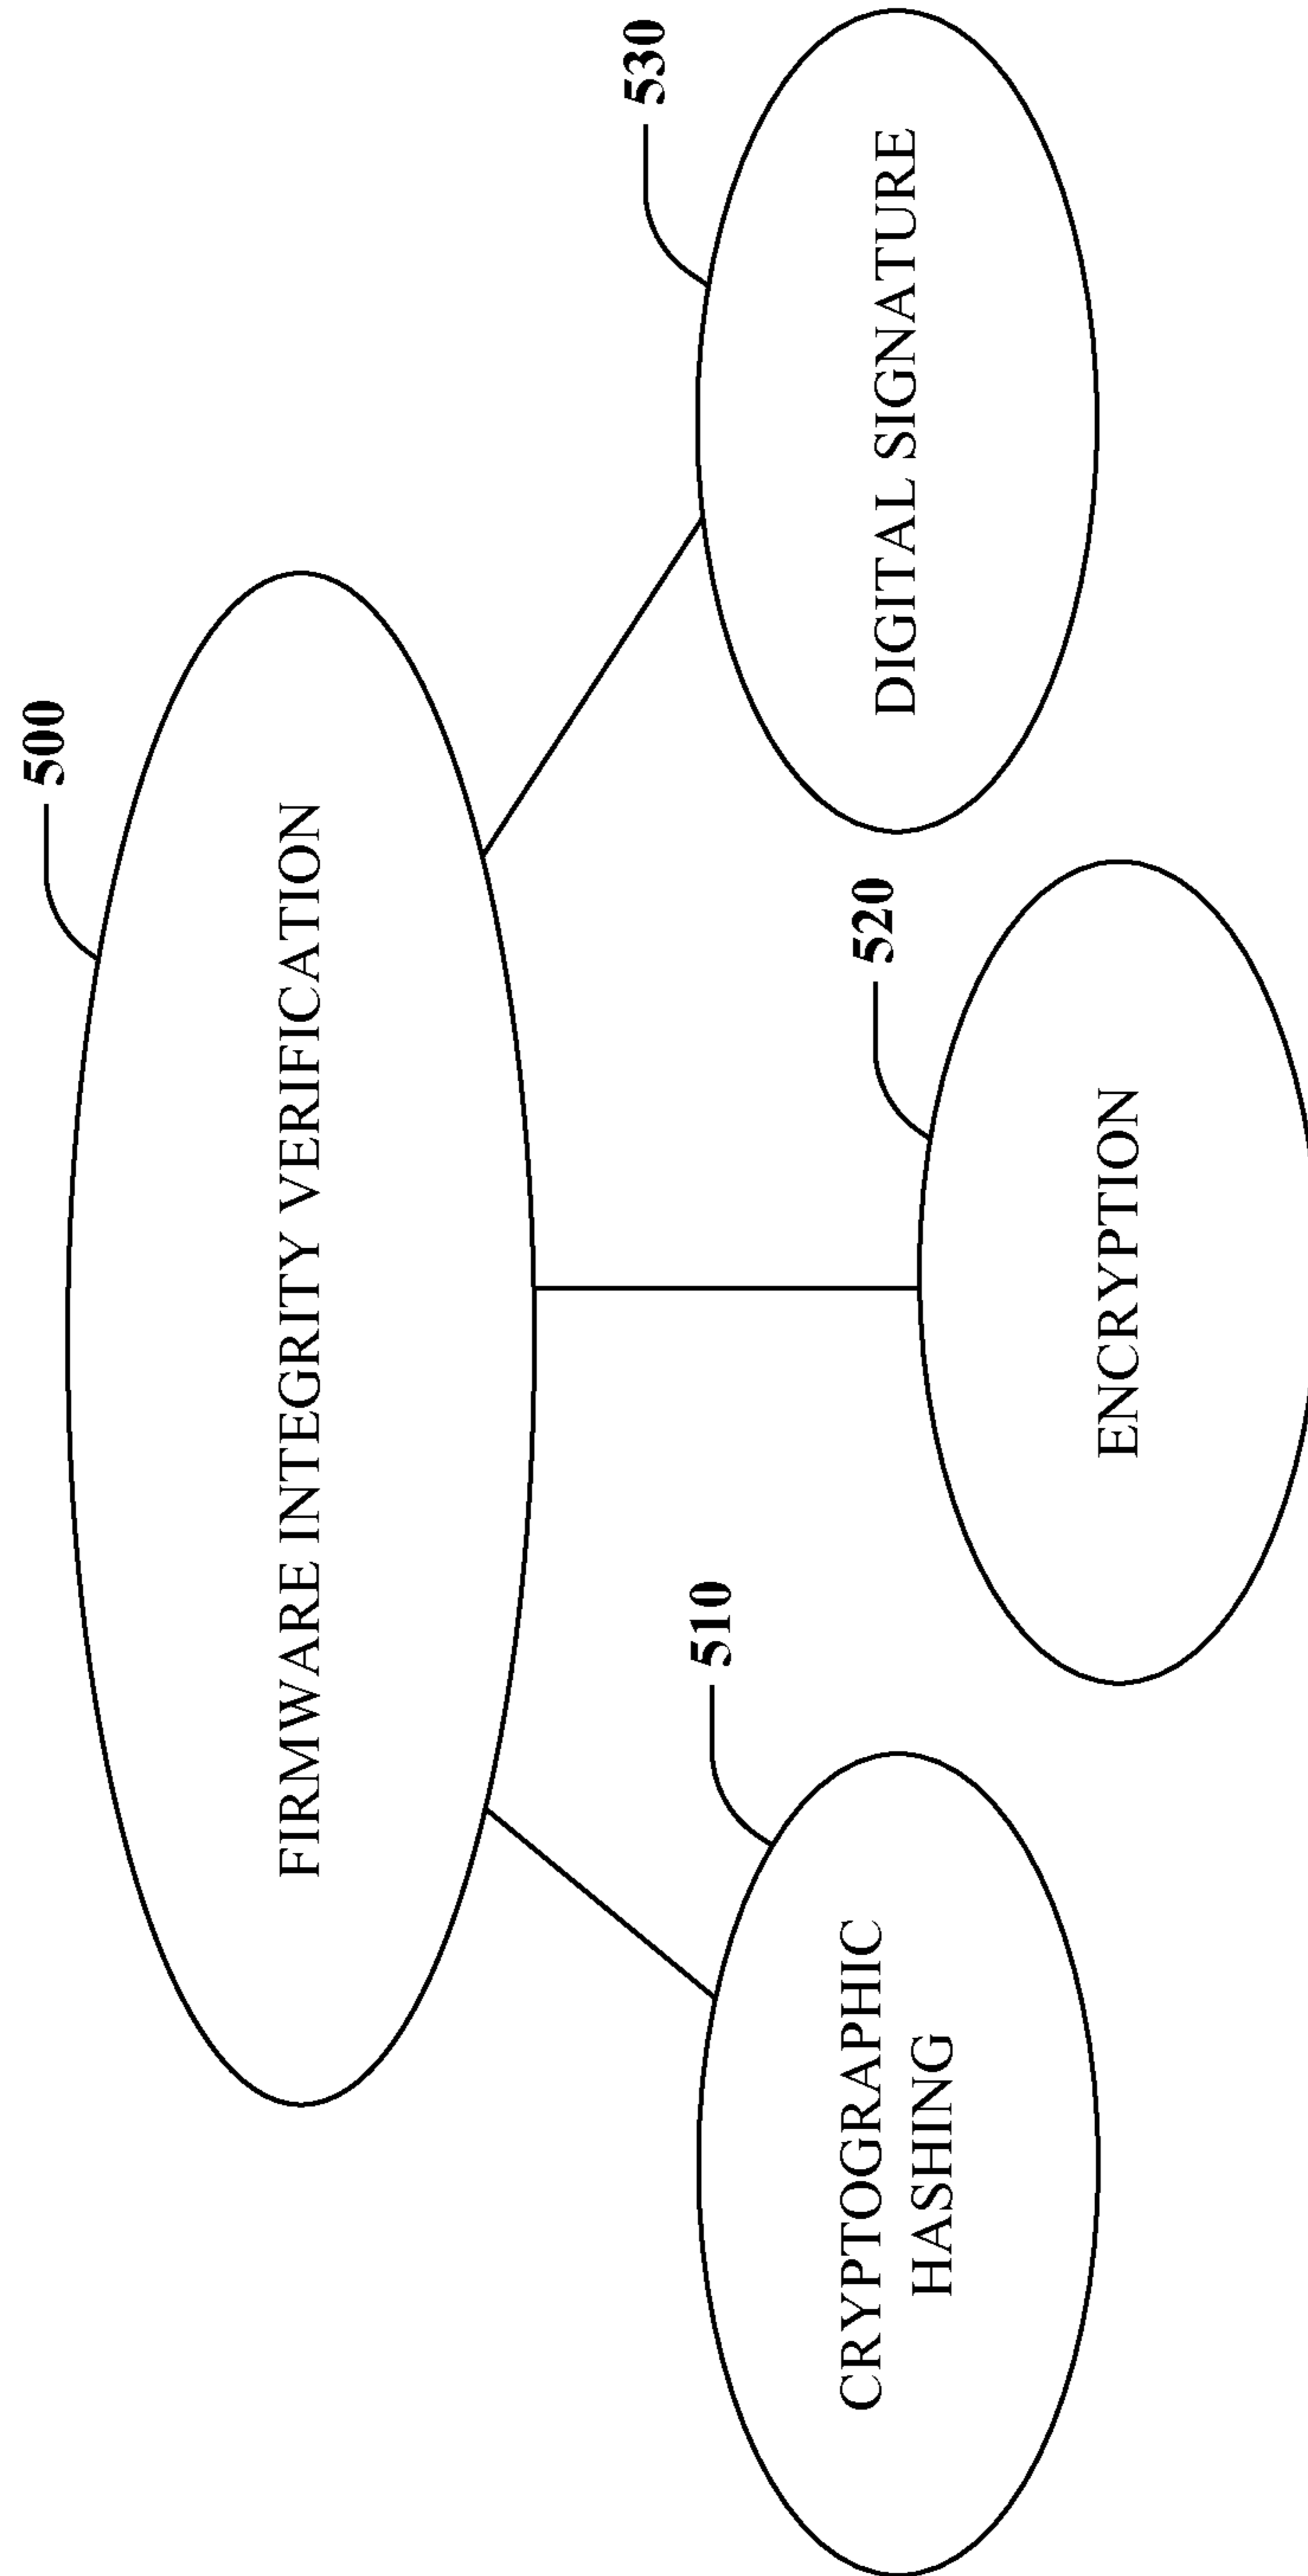 500
FIRMWARE INTEGRITY VERIFICATION
510
CRYPTOGRAPHIC
HASHING
520
ENCRYPTION
530
DIGITAL SIGNATURE